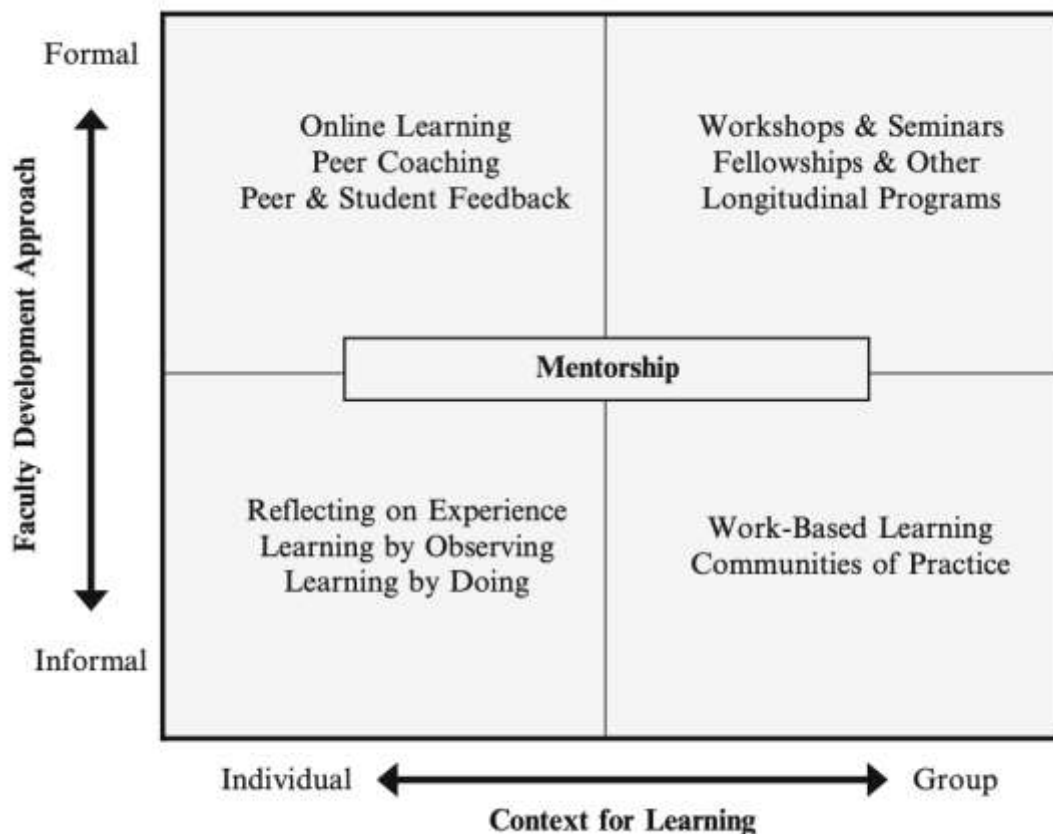 Formal
Online Learning
Peer Coaching
Peer & Student Feedback
Workshops & Seminars
Fellowships & Other
Longitudinal Programs
Faculty Development Approach
Mentorship
Reflecting on Experience
Learning by Observing
Learning by Doing
Work-Based Learning
Communities of Practice
Informal
Individual
Group
Context for Learning